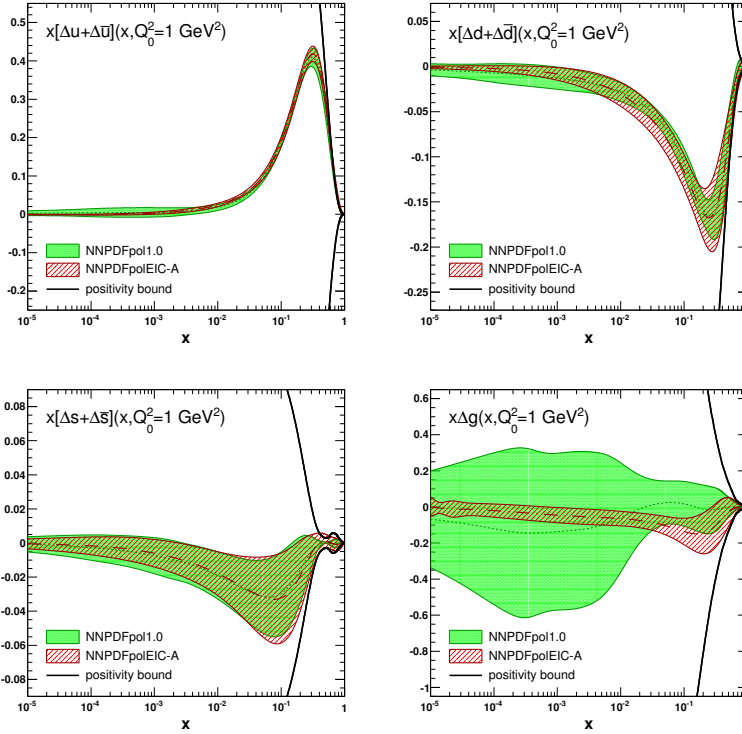 x[Δu+Δū](x,Q₀²=1 GeV²)
0.5
0.4
0.3
0.2
0.1
0
-0.1
-0.2
NNPDFpol1.0
NNPDFpolEIC-A
positivity bound
10⁻⁵ 10⁻⁴ 10⁻³ 10⁻² 10⁻¹ 1
x
x[Δd+Δd̄](x,Q₀²=1 GeV²)
0.05
0
-0.05
-0.1
-0.15
-0.2
-0.25
NNPDFpol1.0
NNPDFpolEIC-A
positivity bound
10⁻⁵ 10⁻⁴ 10⁻³ 10⁻² 10⁻¹ 1
x
x[Δs+Δs̄](x,Q₀²=1 GeV²)
0.08
0.06
0.04
0.02
0
-0.02
-0.04
-0.06
-0.08
NNPDFpol1.0
NNPDFpolEIC-A
positivity bound
10⁻⁵ 10⁻⁴ 10⁻³ 10⁻² 10⁻¹ 1
x
xΔg(x,Q₀²=1 GeV²)
0.6
0.4
0.2
-0
-0.2
-0.4
-0.6
-0.8
-1
NNPDFpol1.0
NNPDFpolEIC-A
positivity bound
10⁻⁵ 10⁻⁴ 10⁻³ 10⁻² 10⁻¹ 1
x